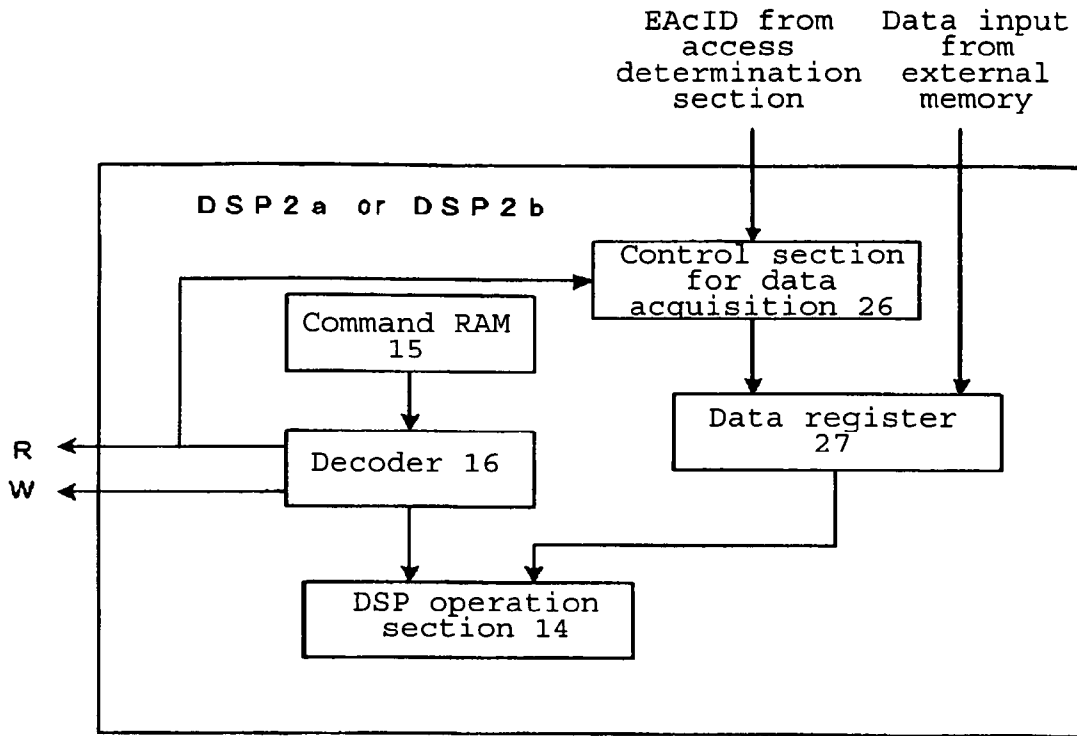 EAcID from
access
determination
section
Data input
from
external
memory
DSP2a or DSP2b
Control section
for data
acquisition 26
Command RAM
15
Data register
27
R
W
Decoder 16
DSP operation
section 14